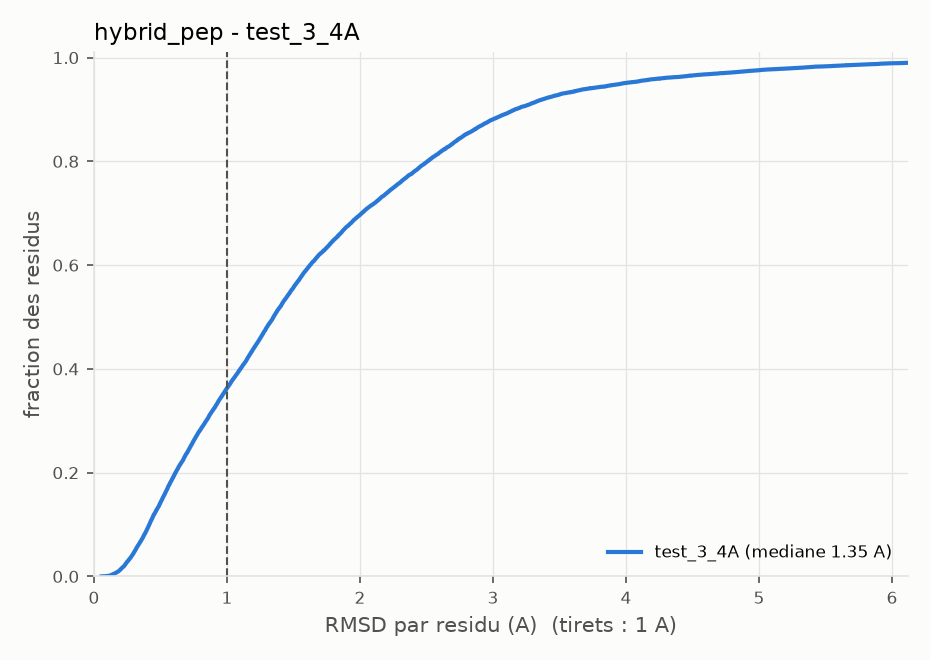 hybrid_pep - test_3_4A
1.0
0.8
0.6
0.4
0.2
0.0
fraction des residus
test_3_4A (mediane 1.35 A)
0 1 2 3 4 5 6
RMSD par residu (A)  (tirets : 1 A)